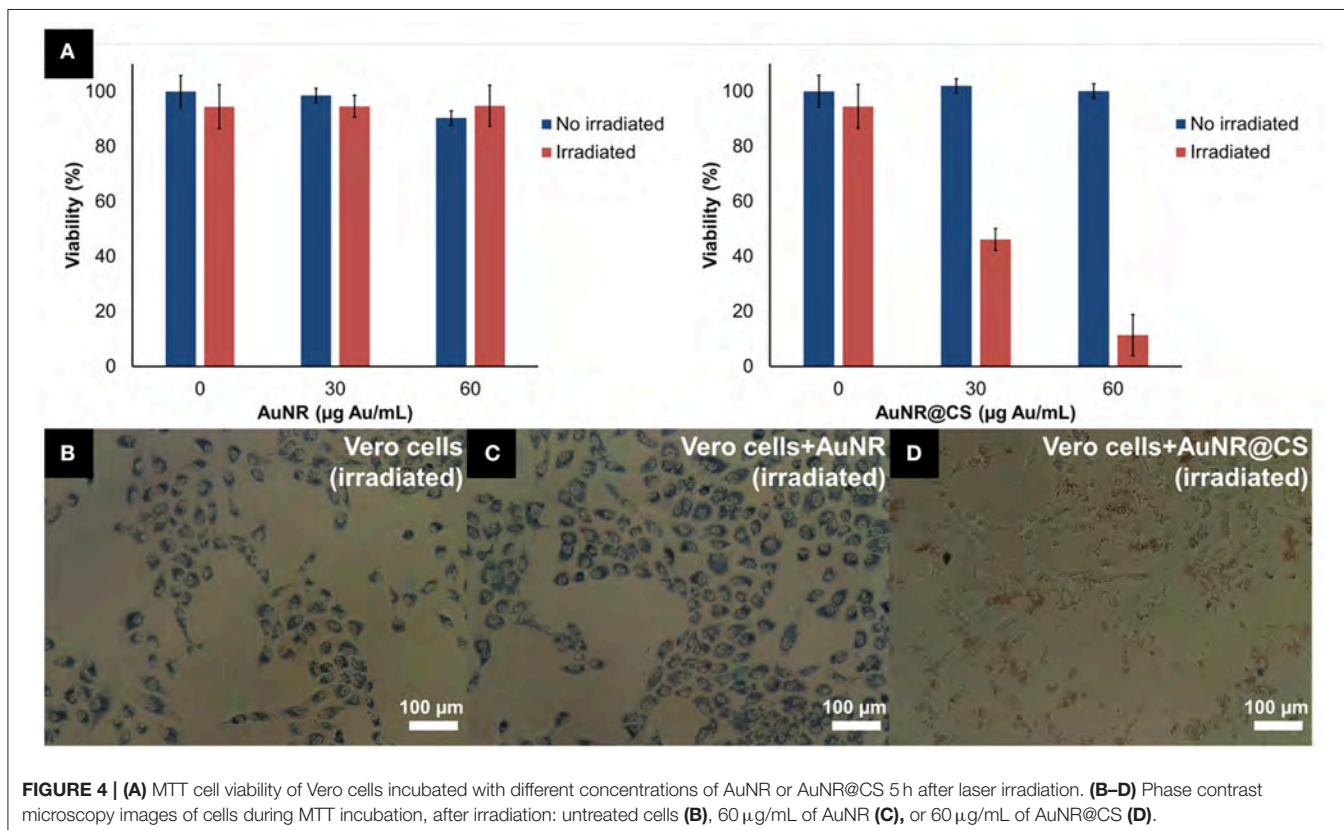 A
100
80
60
40
20
0
Viability (%)
No irradiated
Irradiated
0 30 60
AuNR (µg Au/mL)
100
80
60
40
20
0
Viability (%)
No irradiated
Irradiated
0 30 60
AuNR@CS (µg Au/mL)
B
Vero cells
(irradiated)
100 µm
C
Vero cells+AuNR
(irradiated)
100 µm
D
Vero cells+AuNR@CS
(irradiated)
100 µm
FIGURE 4 | (A) MTT cell viability of Vero cells incubated with different concentrations of AuNR or AuNR@CS 5 h after laser irradiation. (B–D) Phase contrast
microscopy images of cells during MTT incubation, after irradiation: untreated cells (B), 60 µg/mL of AuNR (C), or 60 µg/mL of AuNR@CS (D).